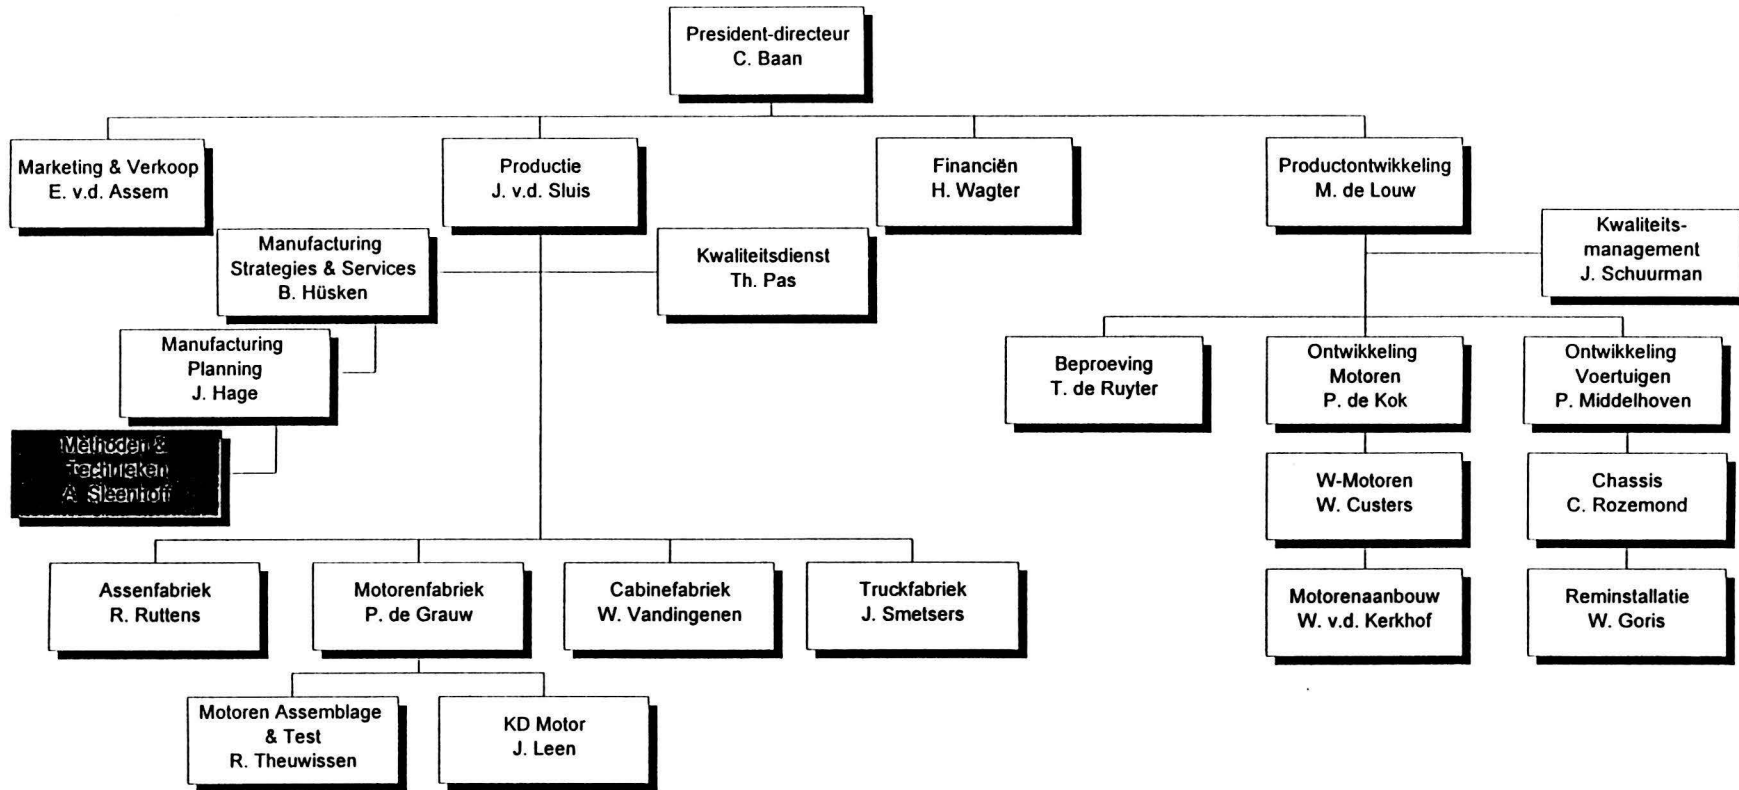 President-directeur
C. Baan
Marketing & Verkoop
E. v.d. Assem
Productie
J. v.d. Sluis
Financiën
H. Wagter
Productontwikkeling
M. de Louw
Manufacturing
Strategies & Services
B. Hüsken
Kwaliteitsdienst
Th. Pas
Kwaliteits-
management
J. Schuurman
Manufacturing
Planning
J. Hage
Beproeving
T. de Ruyter
Ontwikkeling
Motoren
P. de Kok
Ontwikkeling
Voertuigen
P. Middelhoven
Methoden &
Technieken
A. Sleenhoff
W-Motoren
W. Custers
Chassis
C. Rozemond
Assenfabriek
R. Ruttens
Motorenfabriek
P. de Grauw
Cabinefabriek
W. Vandingenen
Truckfabriek
J. Smetsers
Motorenaanbouw
W. v.d. Kerkhof
Reminstallatie
W. Goris
Motoren Assemblage
& Test
R. Theuwissen
KD Motor
J. Leen